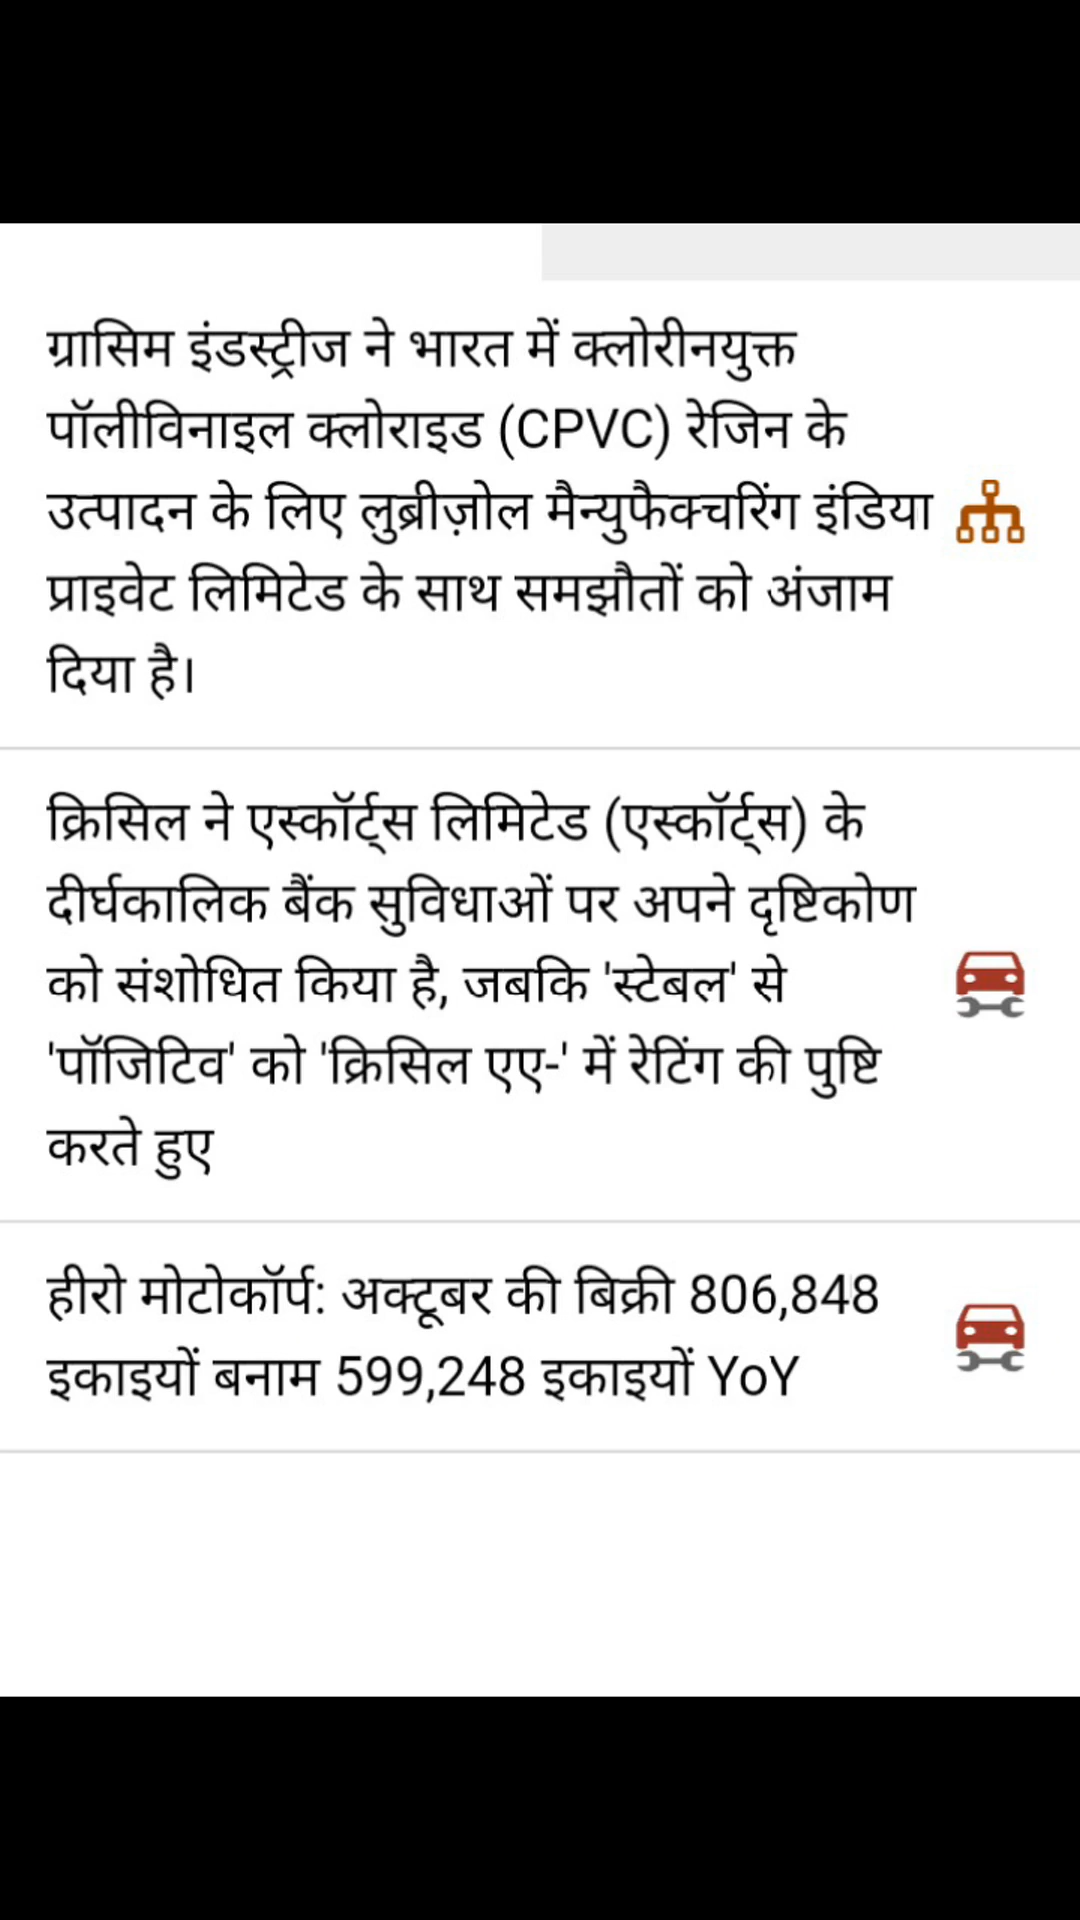 ग्रासिम इंडस्ट्रीज ने भारत में क्लोरीनयुक्त
पॉलीविनाइल क्लोराइड (CPVC) रेजिन के
उत्पादन के लिए लुब्रीज़ोल मैन्युफैक्चरिंग इंडिया
प्राइवेट लिमिटेड के साथ समझौतों को अंजाम
दिया है।
क्रिसिल ने एस्कॉर्ट्स लिमिटेड (एस्कॉर्ट्स) के
दीर्घकालिक बैंक सुविधाओं पर अपने दृष्टिकोण
को संशोधित किया है, जबकि 'स्टेबल' से
'पॉजिटिव' को 'क्रिसिल एए-' में रेटिंग की पुष्टि
करते हुए
हीरो मोटोकॉर्प: अक्टूबर की बिक्री 806,848
इकाइयों बनाम 599,248 इकाइयों YoY